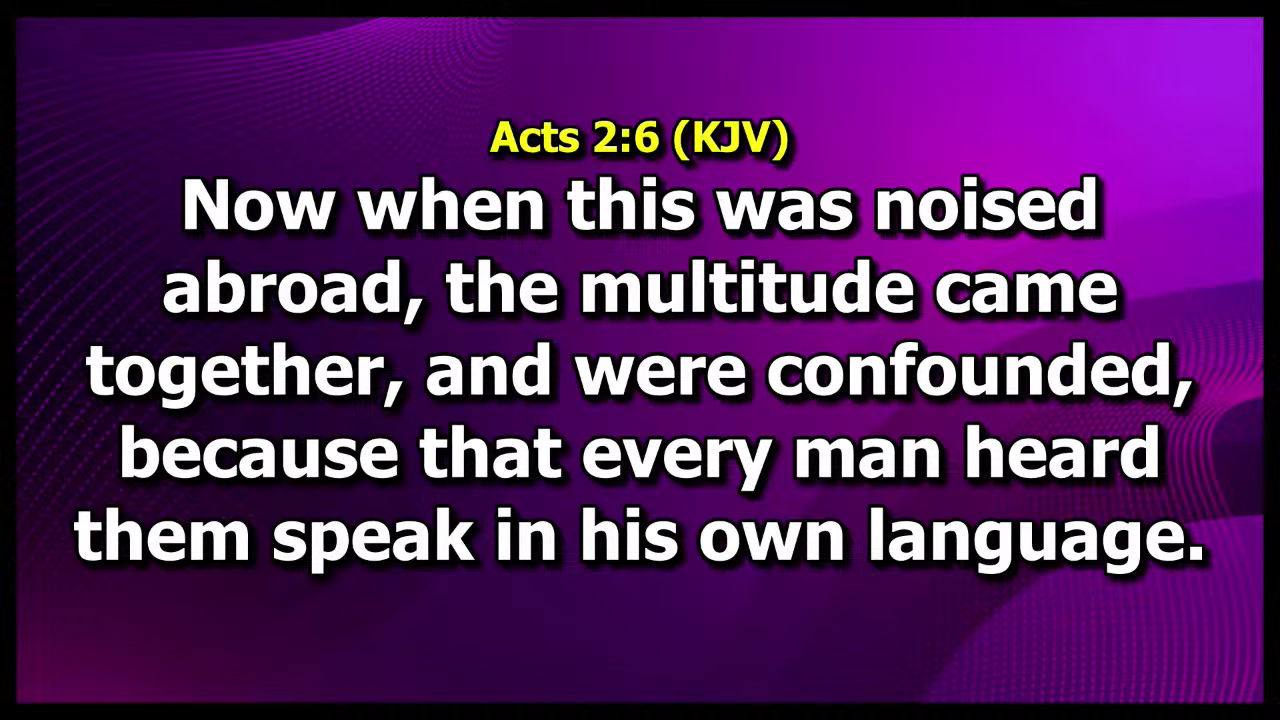 Acts 2:6 (KJV)
Now when this was noised
abroad, the multitude came
together, and were confounded,
because that every man heard
them speak in his own language.